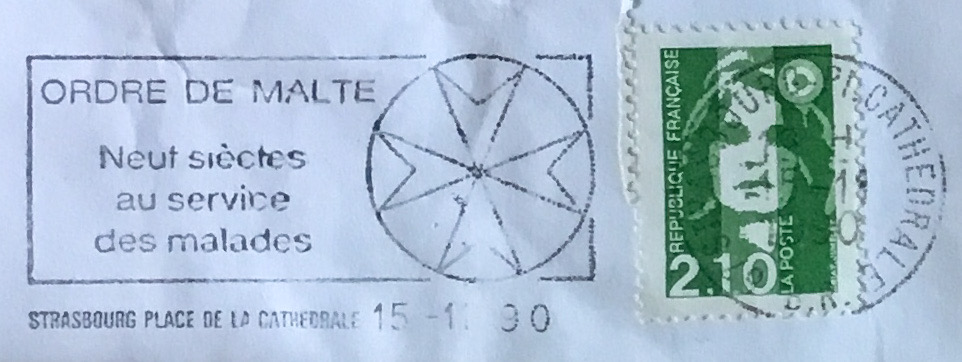 ORDRE DE MALTE
Neuf siècles
au service
des malades
STRASBOURG PLACE DE LA CATHEDRALE 15 -1 90
REPUBLIQUE FRANÇAISE
2.10
LA POSTE
CATHEDRALE
B.R.